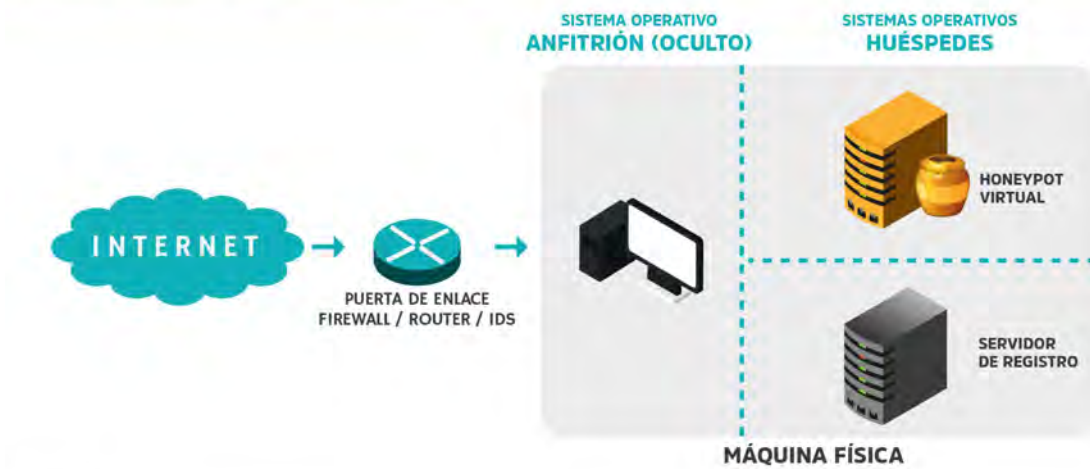 SISTEMA OPERATIVO
ANFITRIÓN (OCULTO)
SISTEMAS OPERATIVOS
HUÉSPEDES
INTERNET
PUERTA DE ENLACE
FIREWALL / ROUTER / IDS
HONEYPOT
VIRTUAL
SERVIDOR
DE REGISTRO
MÁQUINA FÍSICA